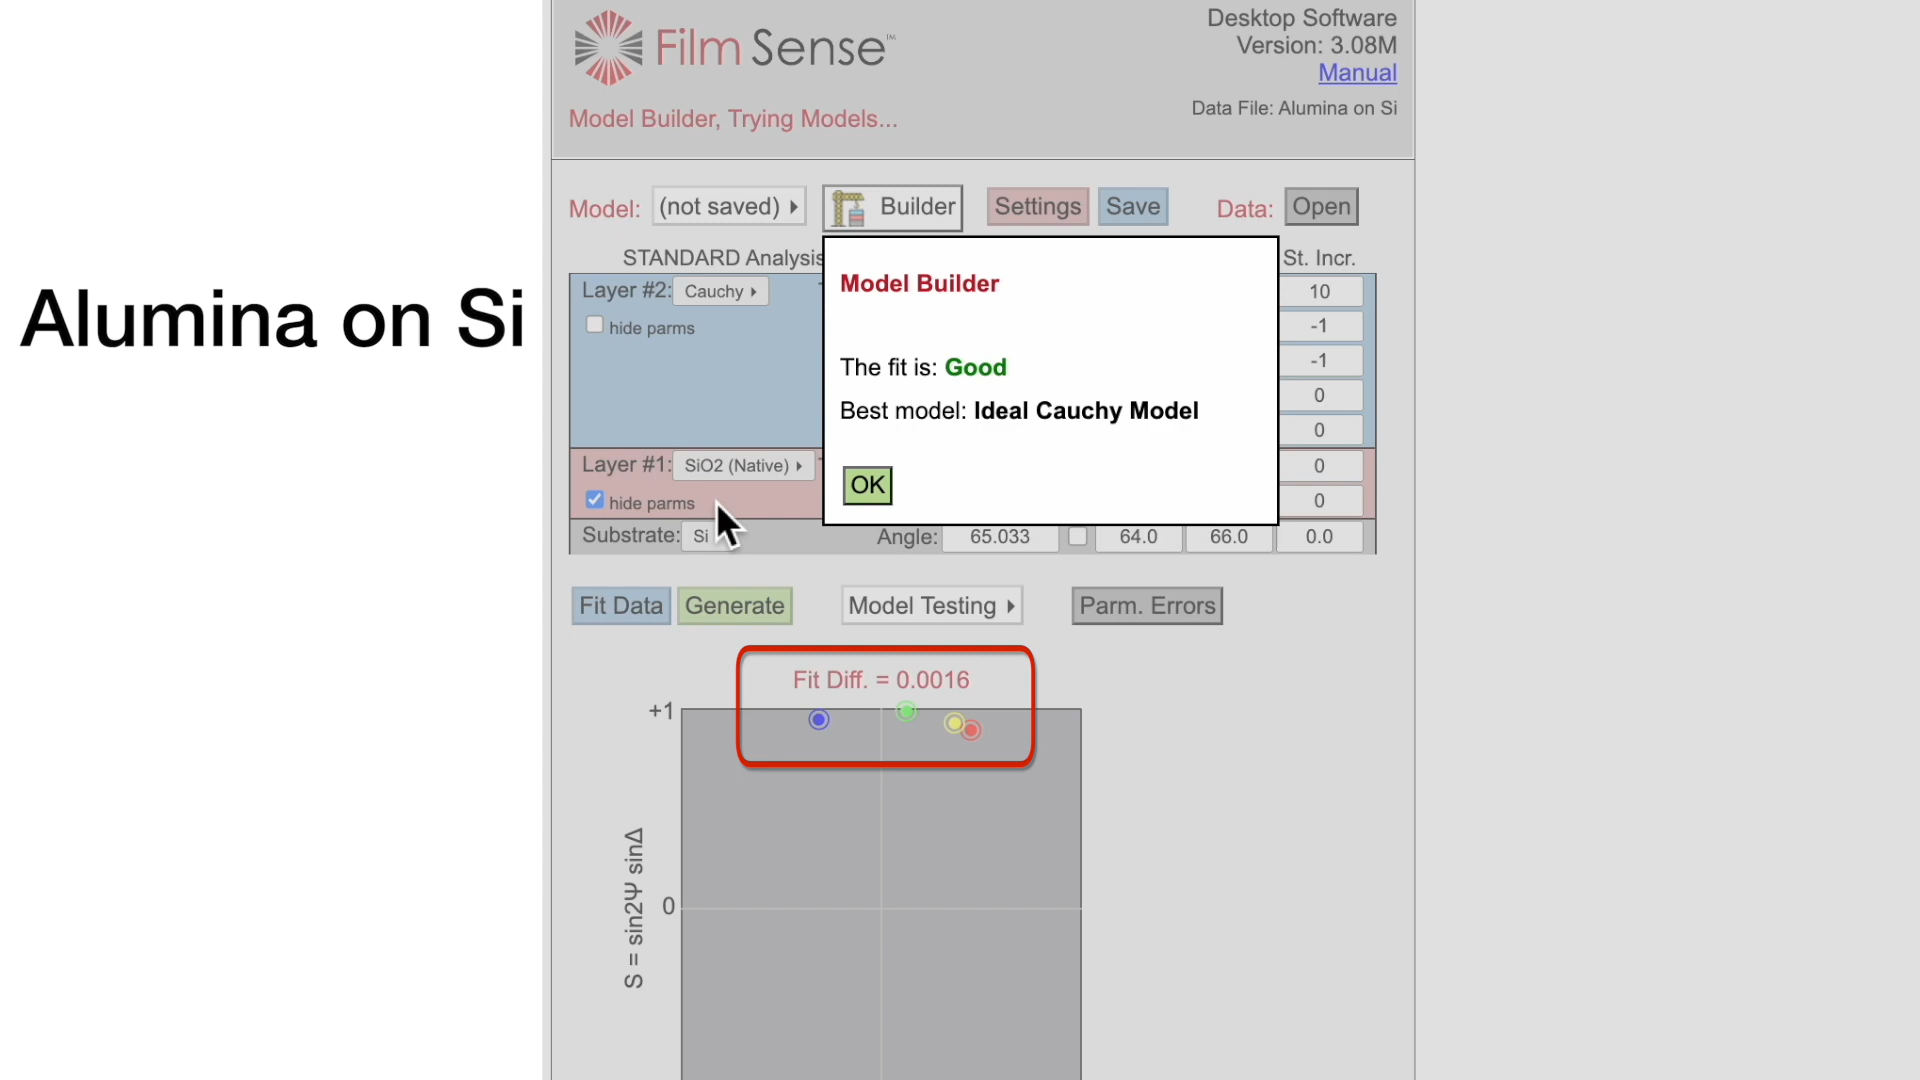 Alumina on Si
Film Sense™
Desktop Software
Version: 3.08M
Manual
Data File: Alumina on Si
Model Builder, Trying Models...
Model: (not saved) Builder Settings Save Data: Open
STANDARD Analysis St. Incr.
Layer #2: Cauchy 10
hide parms -1
-1
0
0
Model Builder
The fit is: Good
Best model: Ideal Cauchy Model
OK
Layer #1: SiO2 (Native) 0
hide parms 0
Substrate: Si Angle: 65.033 64.0 66.0 0.0
Fit Data Generate Model Testing Parm. Errors
Fit Diff. = 0.0016
+1
0
S = sin2Ψ sinΔ